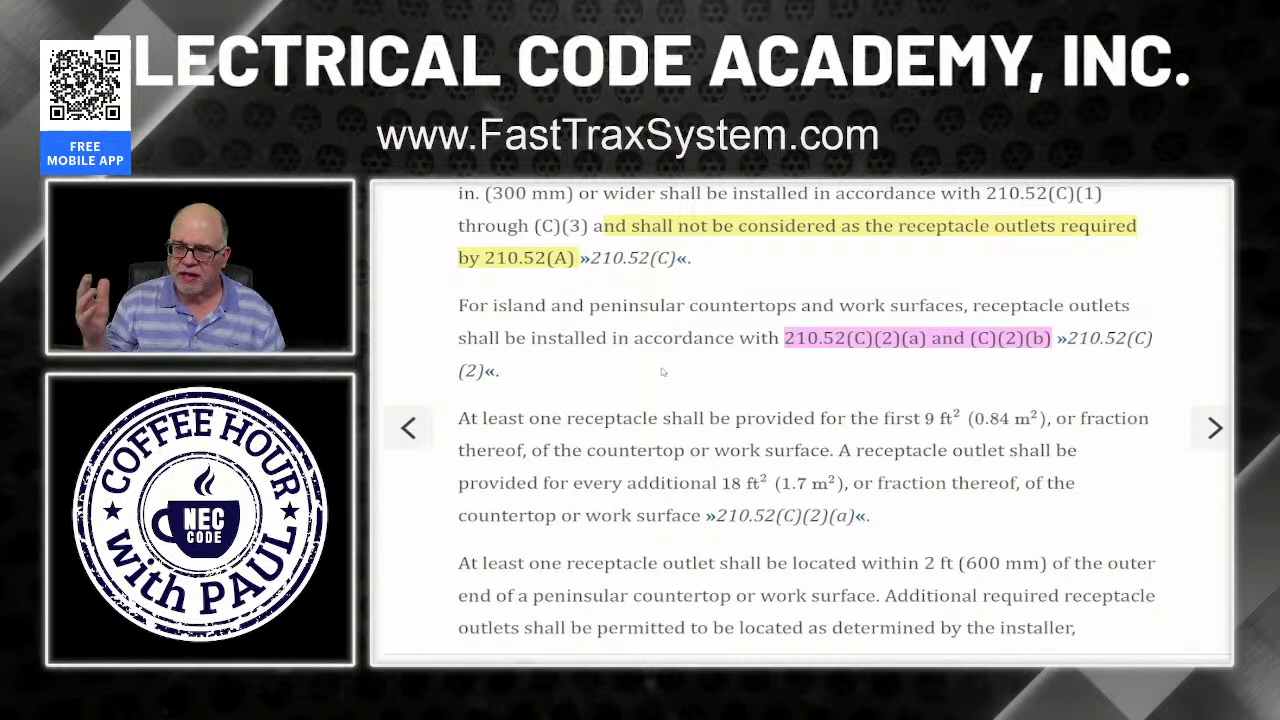 ELECTRICAL CODE ACADEMY, INC.
www.FastTraxSystem.com
FREE
MOBILE APP
in. (300 mm) or wider shall be installed in accordance with 210.52(C)(1)
through (C)(3) and shall not be considered as the receptacle outlets required
by 210.52(A) »210.52(C)«.
For island and peninsular countertops and work surfaces, receptacle outlets
shall be installed in accordance with 210.52(C)(2)(a) and (C)(2)(b) »210.52(C)
(2)«.
At least one receptacle shall be provided for the first 9 ft² (0.84 m²), or fraction
thereof, of the countertop or work surface. A receptacle outlet shall be
provided for every additional 18 ft² (1.7 m²), or fraction thereof, of the
countertop or work surface »210.52(C)(2)(a)«.
At least one receptacle outlet shall be located within 2 ft (600 mm) of the outer
end of a peninsular countertop or work surface. Additional required receptacle
outlets shall be permitted to be located as determined by the installer,
COFFEE HOUR
NEC
CODE
with PAUL